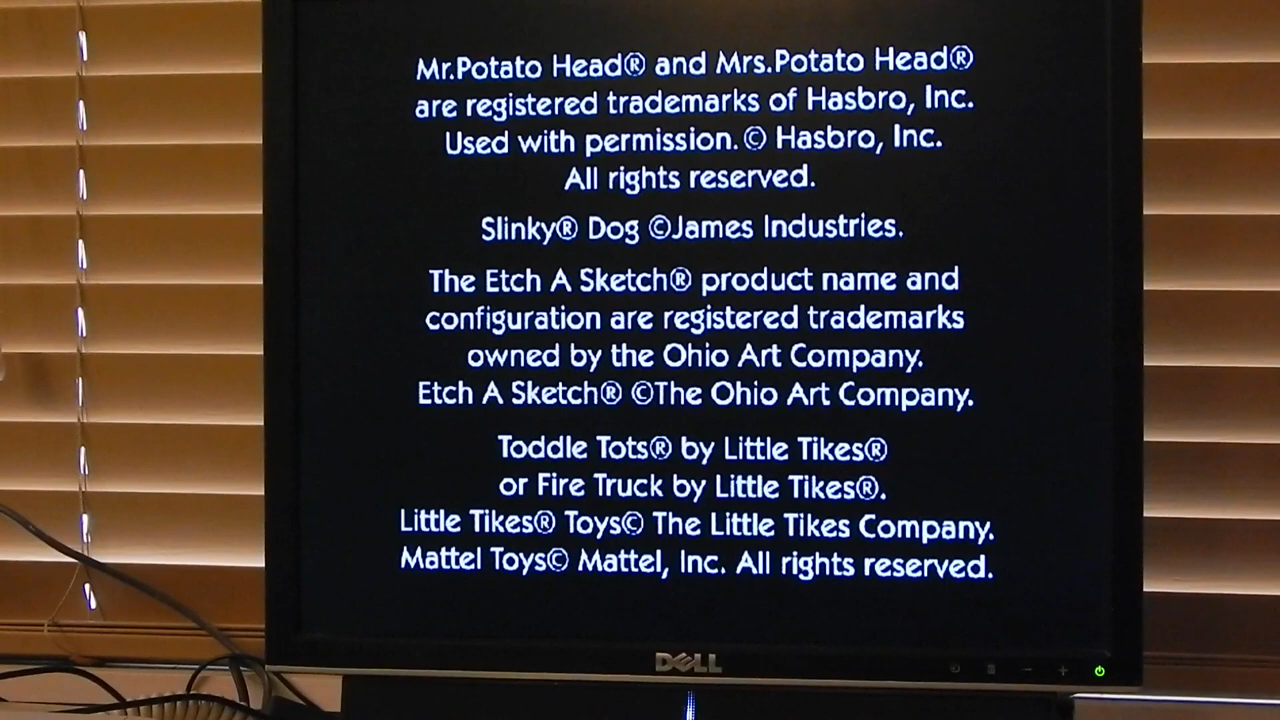 Mr.Potato Head® and Mrs.Potato Head®
are registered trademarks of Hasbro, Inc.
Used with permission.© Hasbro, Inc.
All rights reserved.
Slinky® Dog ©James Industries.
The Etch A Sketch® product name and
configuration are registered trademarks
owned by the Ohio Art Company.
Etch A Sketch® ©The Ohio Art Company.
Toddle Tots® by Little Tikes®
or Fire Truck by Little Tikes®.
Little Tikes® Toys© The Little Tikes Company.
Mattel Toys© Mattel, Inc. All rights reserved.
DELL